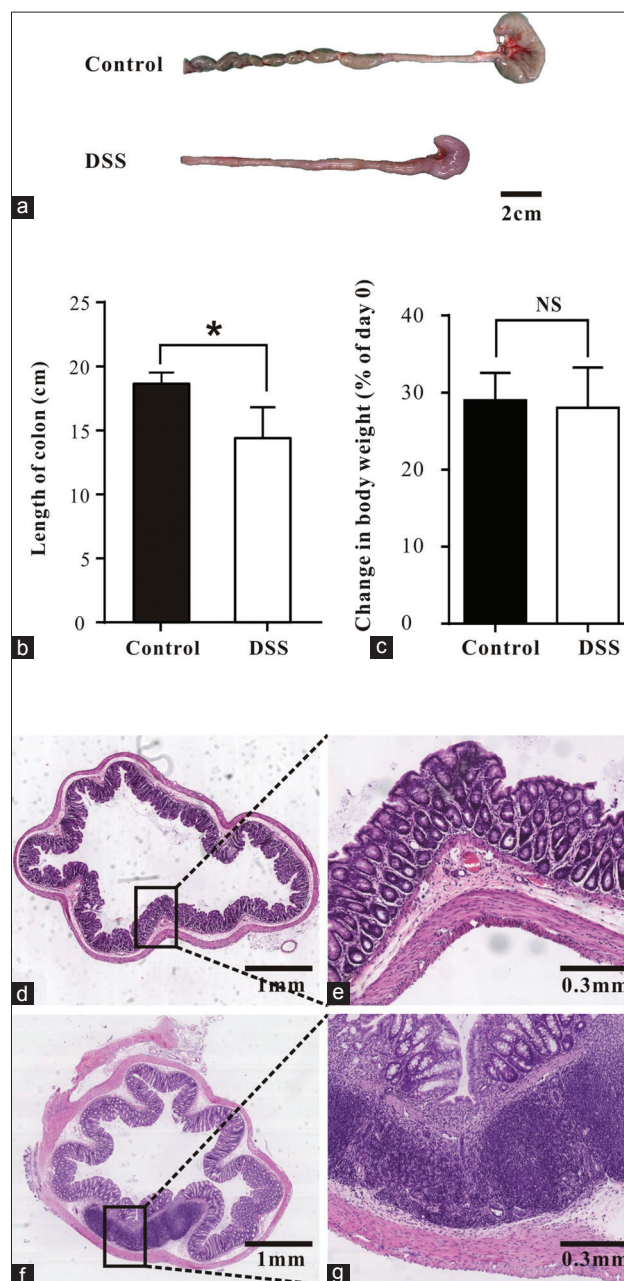 Control
DSS
2cm
a
Length of colon (cm)
25
20
15
10
5
0
*
Control
DSS
b
Change in body weight (% of day 0)
40
30
20
10
0
NS
Control
DSS
c
1mm
d
0.3mm
e
1mm
f
0.3mm
g